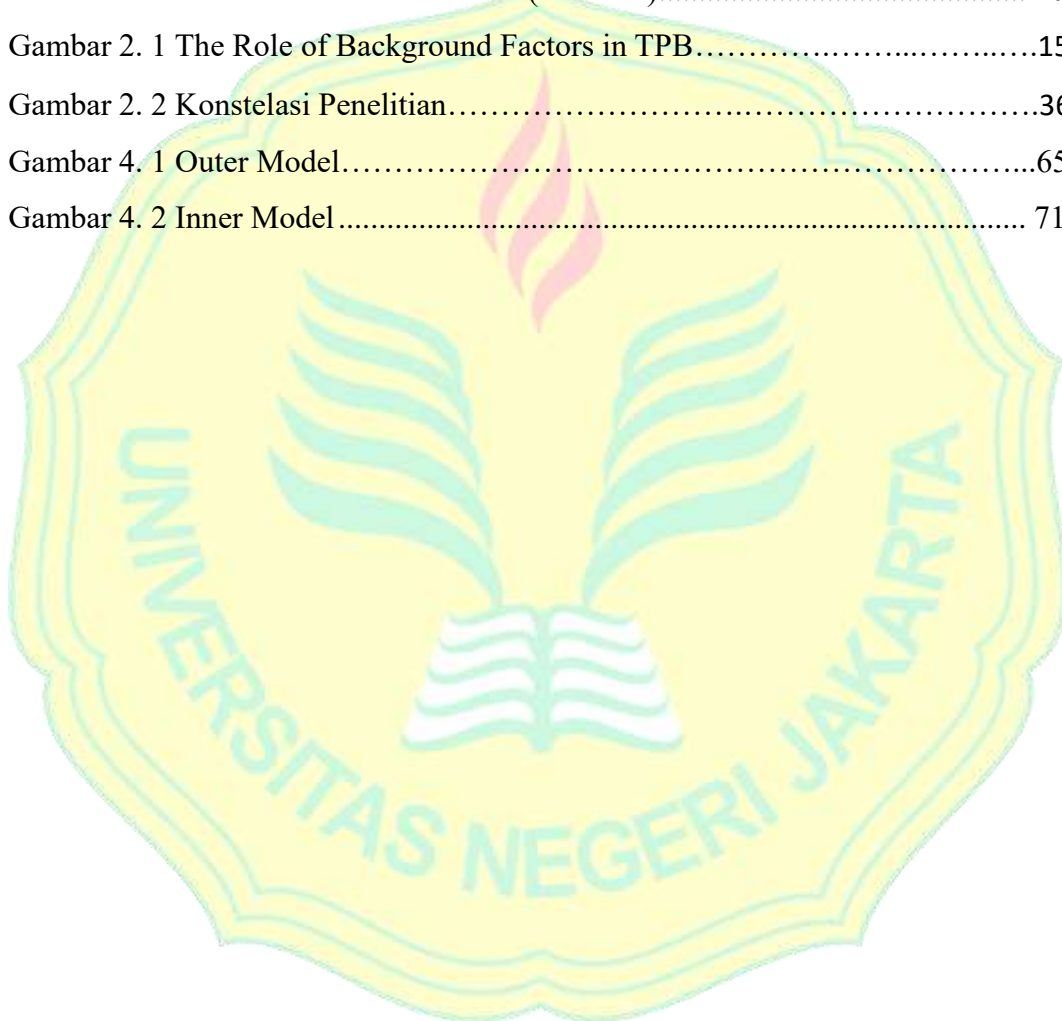 Gambar 2. 1 The Role of Background Factors in TPB……………………………15
Gambar 2. 2 Konstelasi Penelitian……………………………………………………36
Gambar 4. 1 Outer Model………………………………………………………………...65
Gambar 4. 2 Inner Model.................................................................................... 71
UNIVERSITAS NEGERI JAKARTA